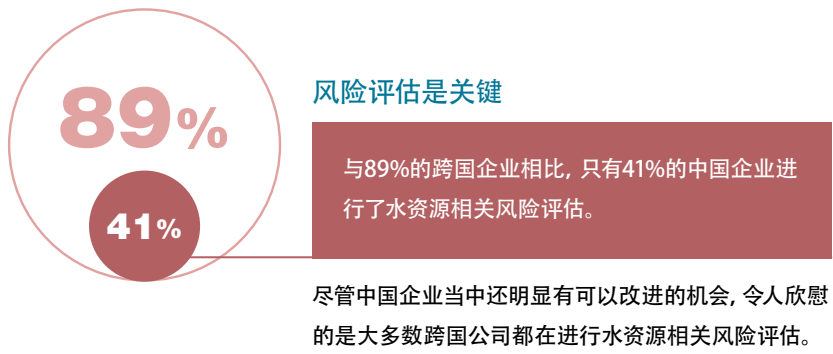 89%
41%
风险评估是关键
与89%的跨国企业相比, 只有41%的中国企业进
行了水资源相关风险评估。
尽管中国企业当中还明显有可以改进的机会, 令人欣慰
的是大多数跨国公司都在进行水资源相关风险评估。